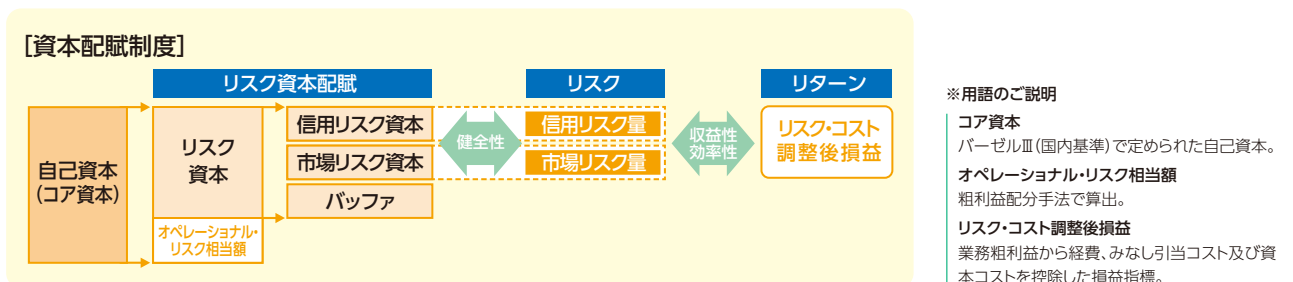 [資本配賦制度]
リスク資本配賦
リスク
リターン
自己資本
(コア資本)
リスク
資本
オペレーショナル・
リスク相当額
信用リスク資本
市場リスク資本
バッファ
健全性
信用リスク量
市場リスク量
収益性
効率性
リスク・コスト
調整後損益
※用語のご説明
コア資本
バーゼルⅢ(国内基準)で定められた自己資本。
オペレーショナル・リスク相当額
粗利益配分手法で算出。
リスク・コスト調整後損益
業務粗利益から経費、みなし引当コスト及び資
本コストを控除した損益指標。